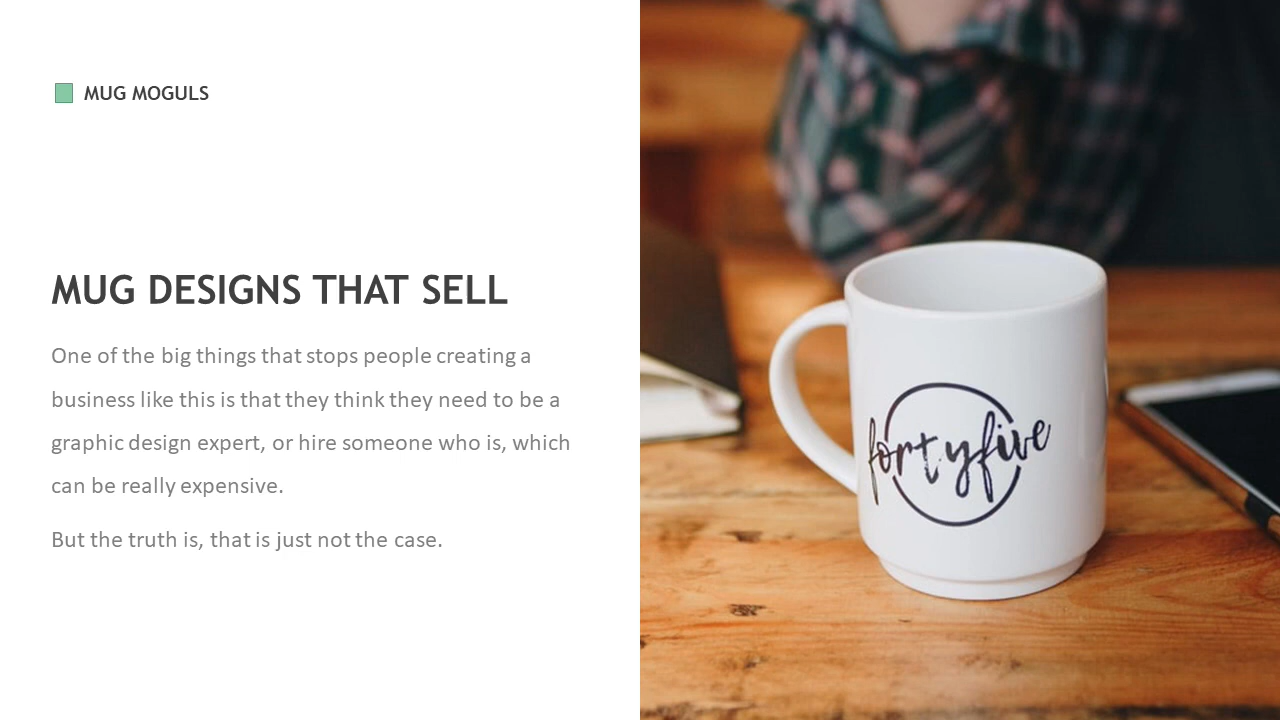 MUG MOGULS
MUG DESIGNS THAT SELL
One of the big things that stops people creating a
business like this is that they think they need to be a
graphic design expert, or hire someone who is, which
can be really expensive.
But the truth is, that is just not the case.
fortyfive